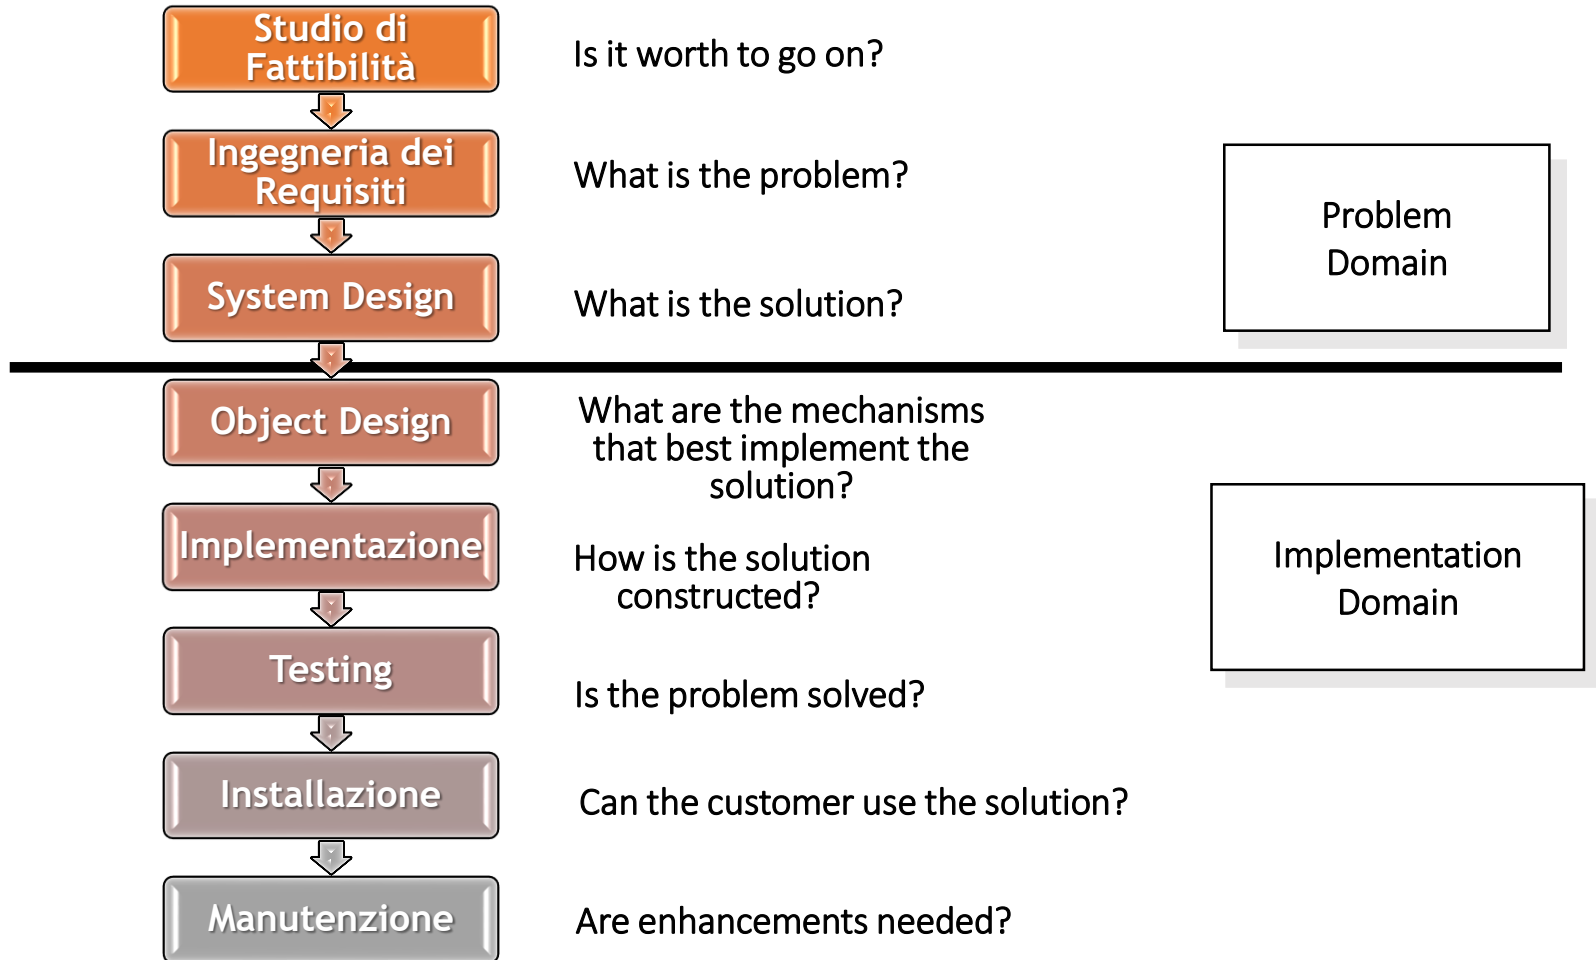 Studio di
Fattibilità
Is it worth to go on?
Ingegneria dei
Requisiti
What is the problem?
Problem
Domain
System Design
What is the solution?
Object Design
What are the mechanisms
that best implement the
solution?
Implementazione
How is the solution
constructed?
Implementation
Domain
Testing
Is the problem solved?
Installazione
Can the customer use the solution?
Manutenzione
Are enhancements needed?